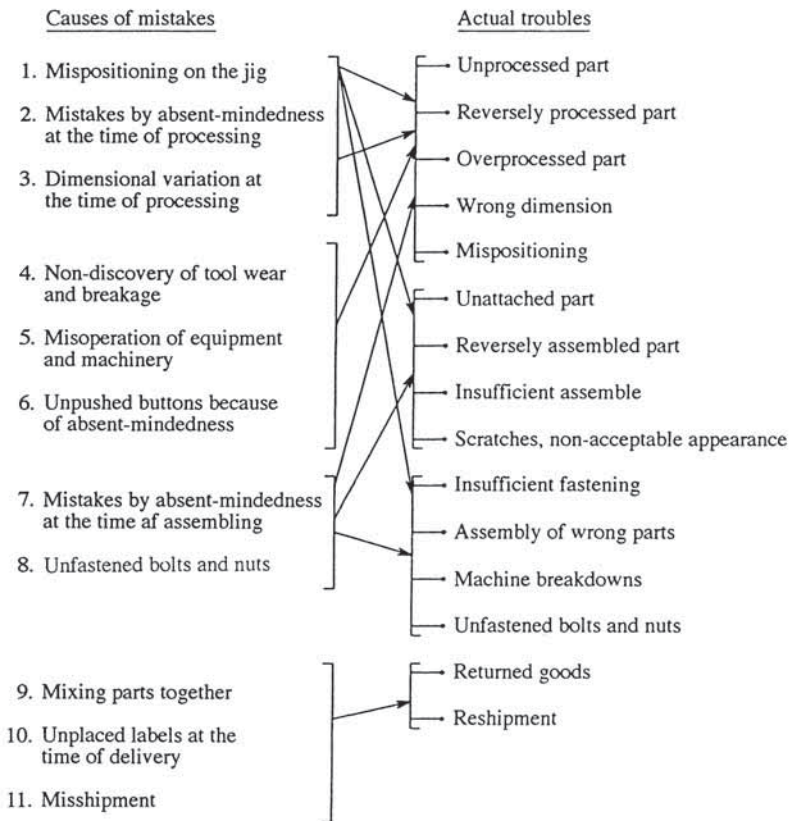 Causes of mistakes
1. Mispositioning on the jig
2. Mistakes by absent-mindedness
at the time of processing
3. Dimensional variation at
the time of processing
4. Non-discovery of tool wear
and breakage
5. Misoperation of equipment
and machinery
6. Unpushed buttons because
of absent-mindedness
7. Mistakes by absent-mindedness
at the time af assembling
8. Unfastened bolts and nuts
9. Mixing parts together
10. Unplaced labels at the
time of delivery
11. Misshipment
Actual troubles
Unprocessed part
Reversely processed part
Overprocessed part
Wrong dimension
Mispositioning
Unattached part
Reversely assembled part
Insufficient assemble
Scratches, non-acceptable appearance
Insufficient fastening
Assembly of wrong parts
Machine breakdowns
Unfastened bolts and nuts
Returned goods
Reshipment